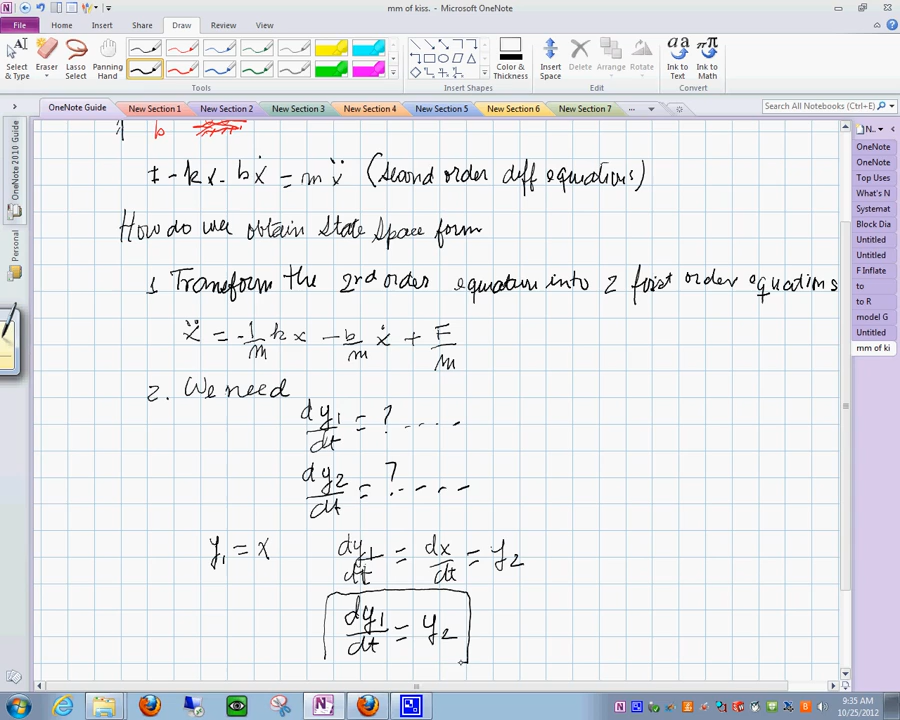 mm of kiss. - Microsoft OneNote
File Home Insert Share Draw Review View
Select & Type Eraser Lasso Select Panning Hand Color & Thickness Insert Space Delete Arrange Rotate Ink to Text Ink to Math
Tools Insert Shapes Edit Convert
OneNote Guide New Section 1 New Section 2 New Section 3 New Section 4 New Section 5 New Section 6 New Section 7 ... Search All Notebooks (Ctrl+E)
OneNote 2010 Guide
Personal
b
F - kx - bẋ = mẍ (Second order diff equations)
How do we obtain State Space form
1 Transform the 2rd order equation into 2 first order equations
ẍ = -1/m kx - b/m ẋ + F/m
2. We need
dy1/dt = ? ....
dy2/dt = ? - - - -
y1 = x dy1/dt = dx/dt = y2
dy1/dt = y2
N..
OneNote
OneNote
Top Uses
What's N
Systemat
Block Dia
Untitled
Untitled
F Inflate
to
to R
model G
Untitled
mm of ki
9:35 AM
10/25/2012